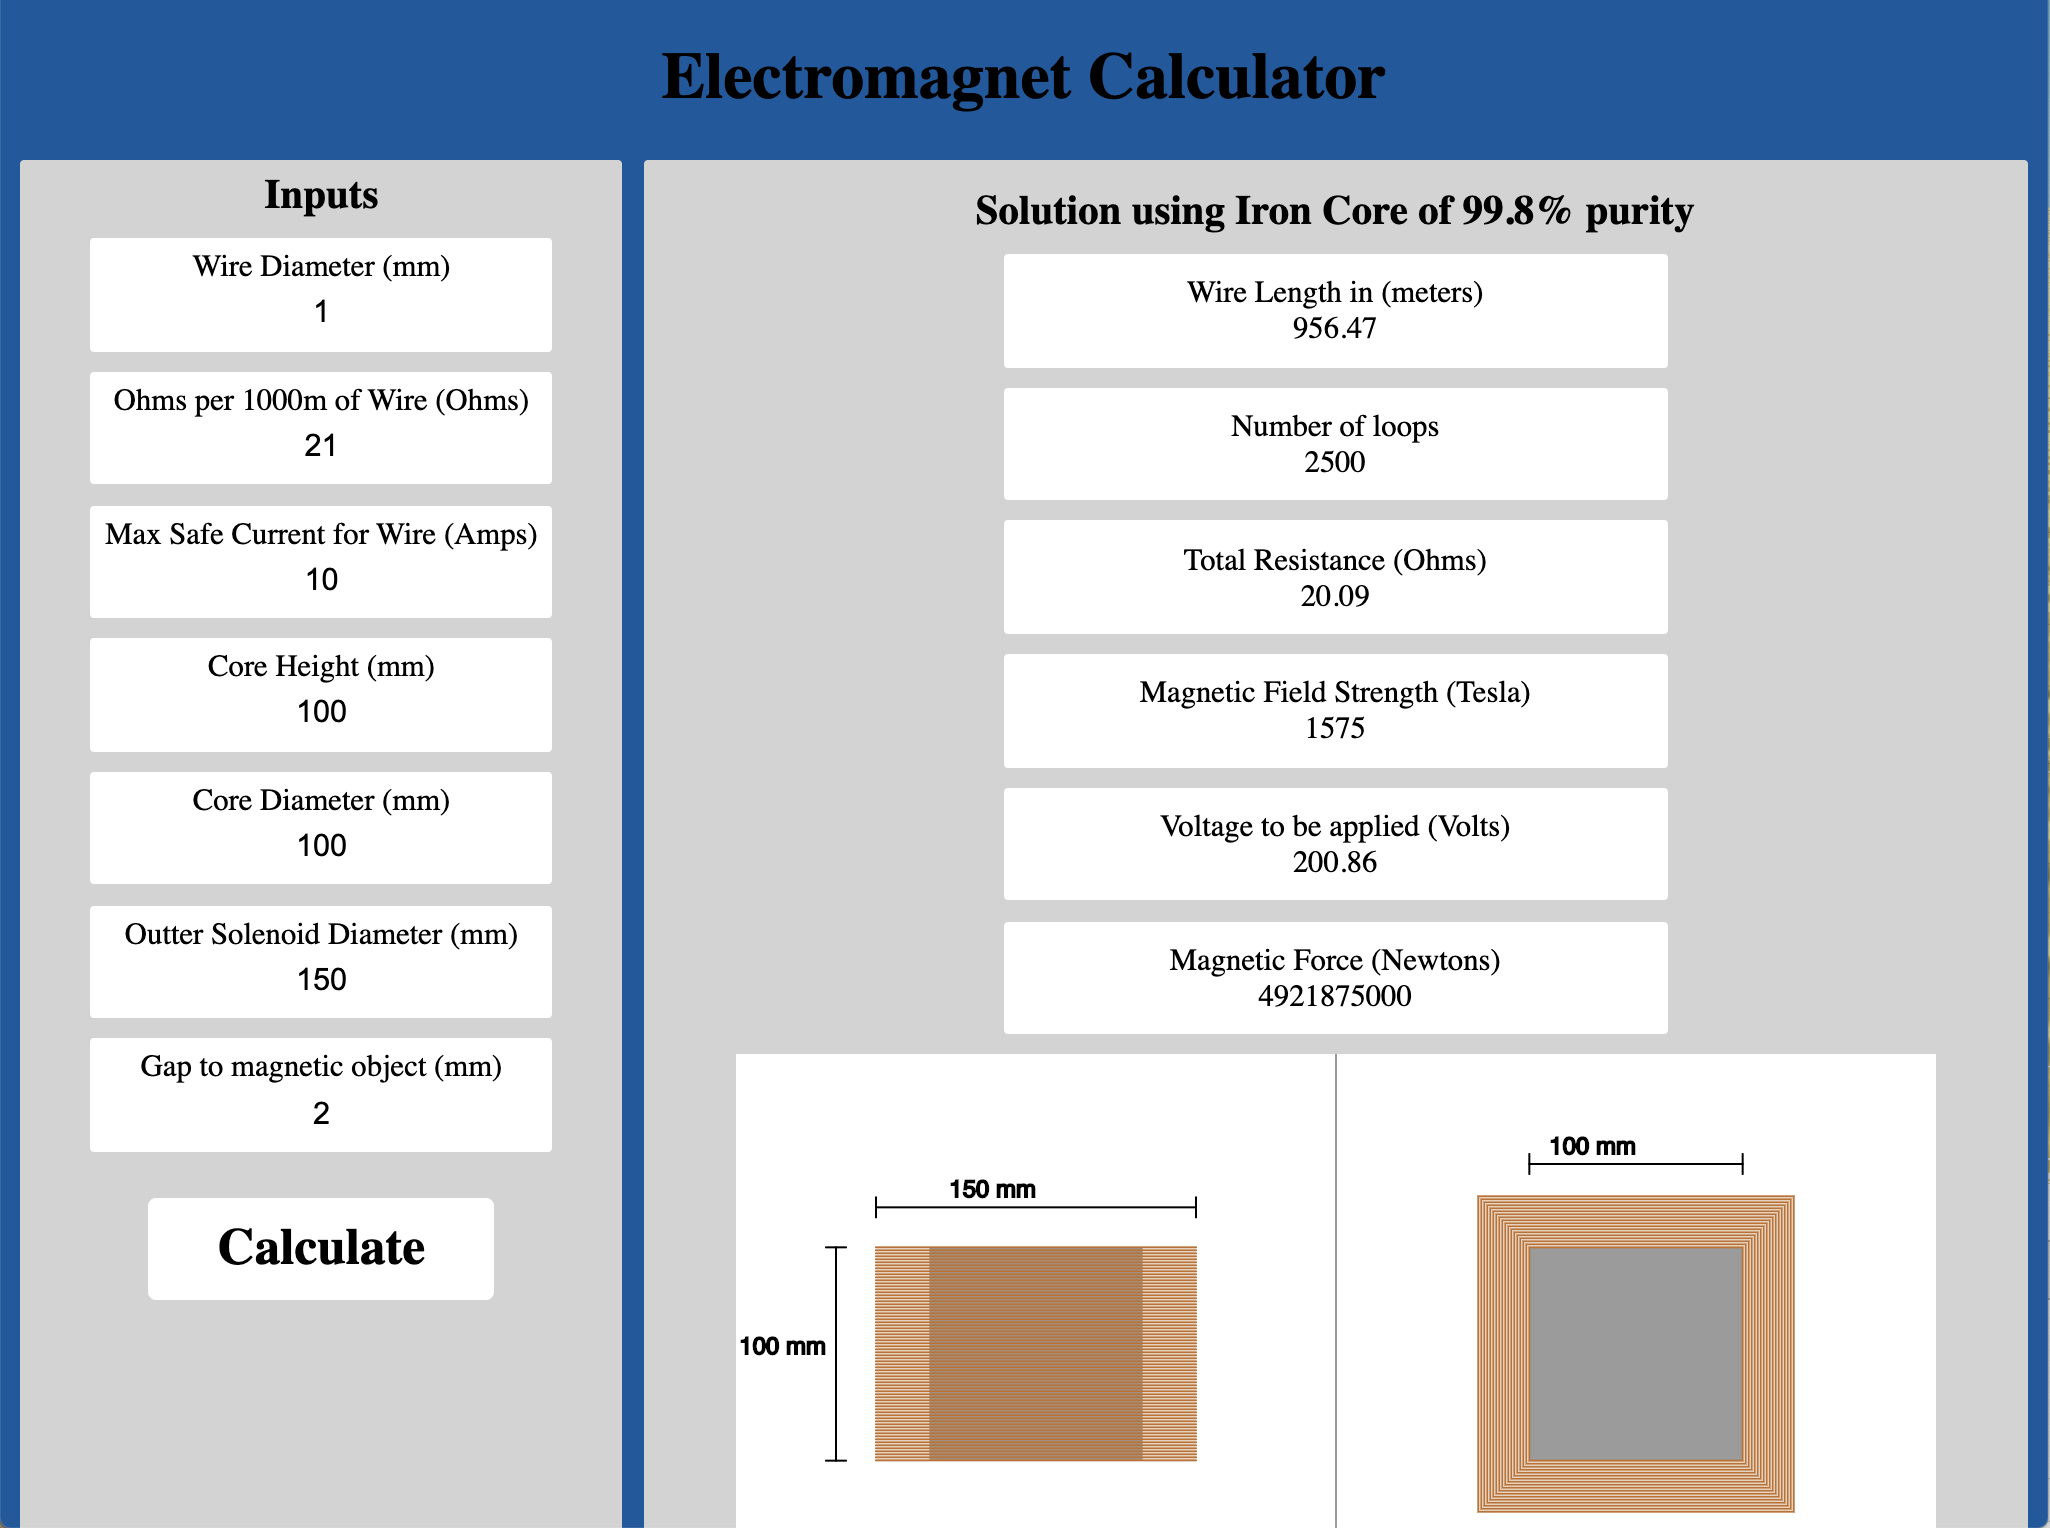 Electromagnet Calculator
Inputs
Wire Diameter (mm)
1
Ohms per 1000m of Wire (Ohms)
21
Max Safe Current for Wire (Amps)
10
Core Height (mm)
100
Core Diameter (mm)
100
Outter Solenoid Diameter (mm)
150
Gap to magnetic object (mm)
2
Calculate
Solution using Iron Core of 99.8% purity
Wire Length in (meters)
956.47
Number of loops
2500
Total Resistance (Ohms)
20.09
Magnetic Field Strength (Tesla)
1575
Voltage to be applied (Volts)
200.86
Magnetic Force (Newtons)
4921875000
150 mm
100 mm
100 mm